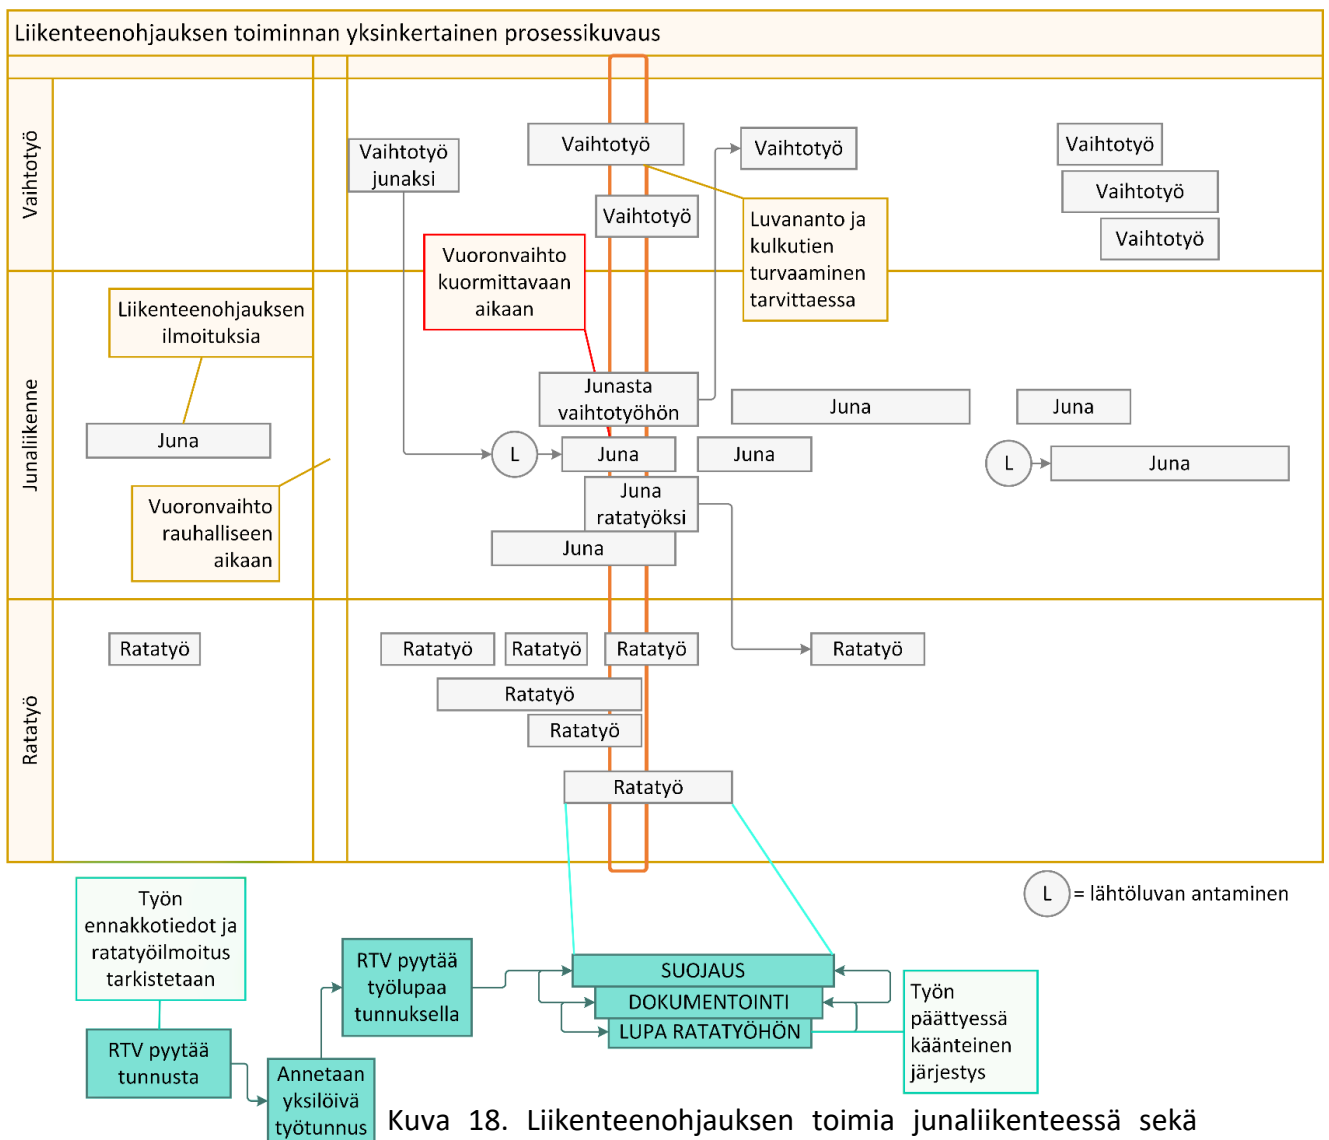 Liikenteenohjauksen toiminnan yksinkertainen prosessikuvaus
Vaihtotyö
Vaihtotyö
junaksi
Vaihtotyö
Vaihtotyö
Vaihtotyö
Vaihtotyö
Vaihtotyö
Vaihtotyö
Luvananto ja
kulkutien
turvaaminen
tarvittaessa
Vuoronvaihto
kuormittavaan
aikaan
Junaliikenne
Liikenteenohjauksen
ilmoituksia
Juna
Vuoronvaihto
rauhalliseen
aikaan
Junasta
vaihtotyöhön
Juna
Juna
L
Juna
Juna
L
Juna
Juna
ratatyöksi
Juna
Ratatyö
Ratatyö
Ratatyö
Ratatyö
Ratatyö
Ratatyö
Ratatyö
Ratatyö
Ratatyö
L
= lähtöluvan antaminen
Työn
ennakkotiedot ja
ratatyöilmoitus
tarkistetaan
RTV pyytää
tunnusta
Annetaan
yksilöivä
työtunnus
RTV pyytää
työlupaa
tunnuksella
SUOJAUS
DOKUMENTOINTI
LUPA RATATYÖHÖN
Työn
päättyessä
käänteinen
järjestys
Kuva 18. Liikenteenohjauksen toimia junaliikenteessä sekä